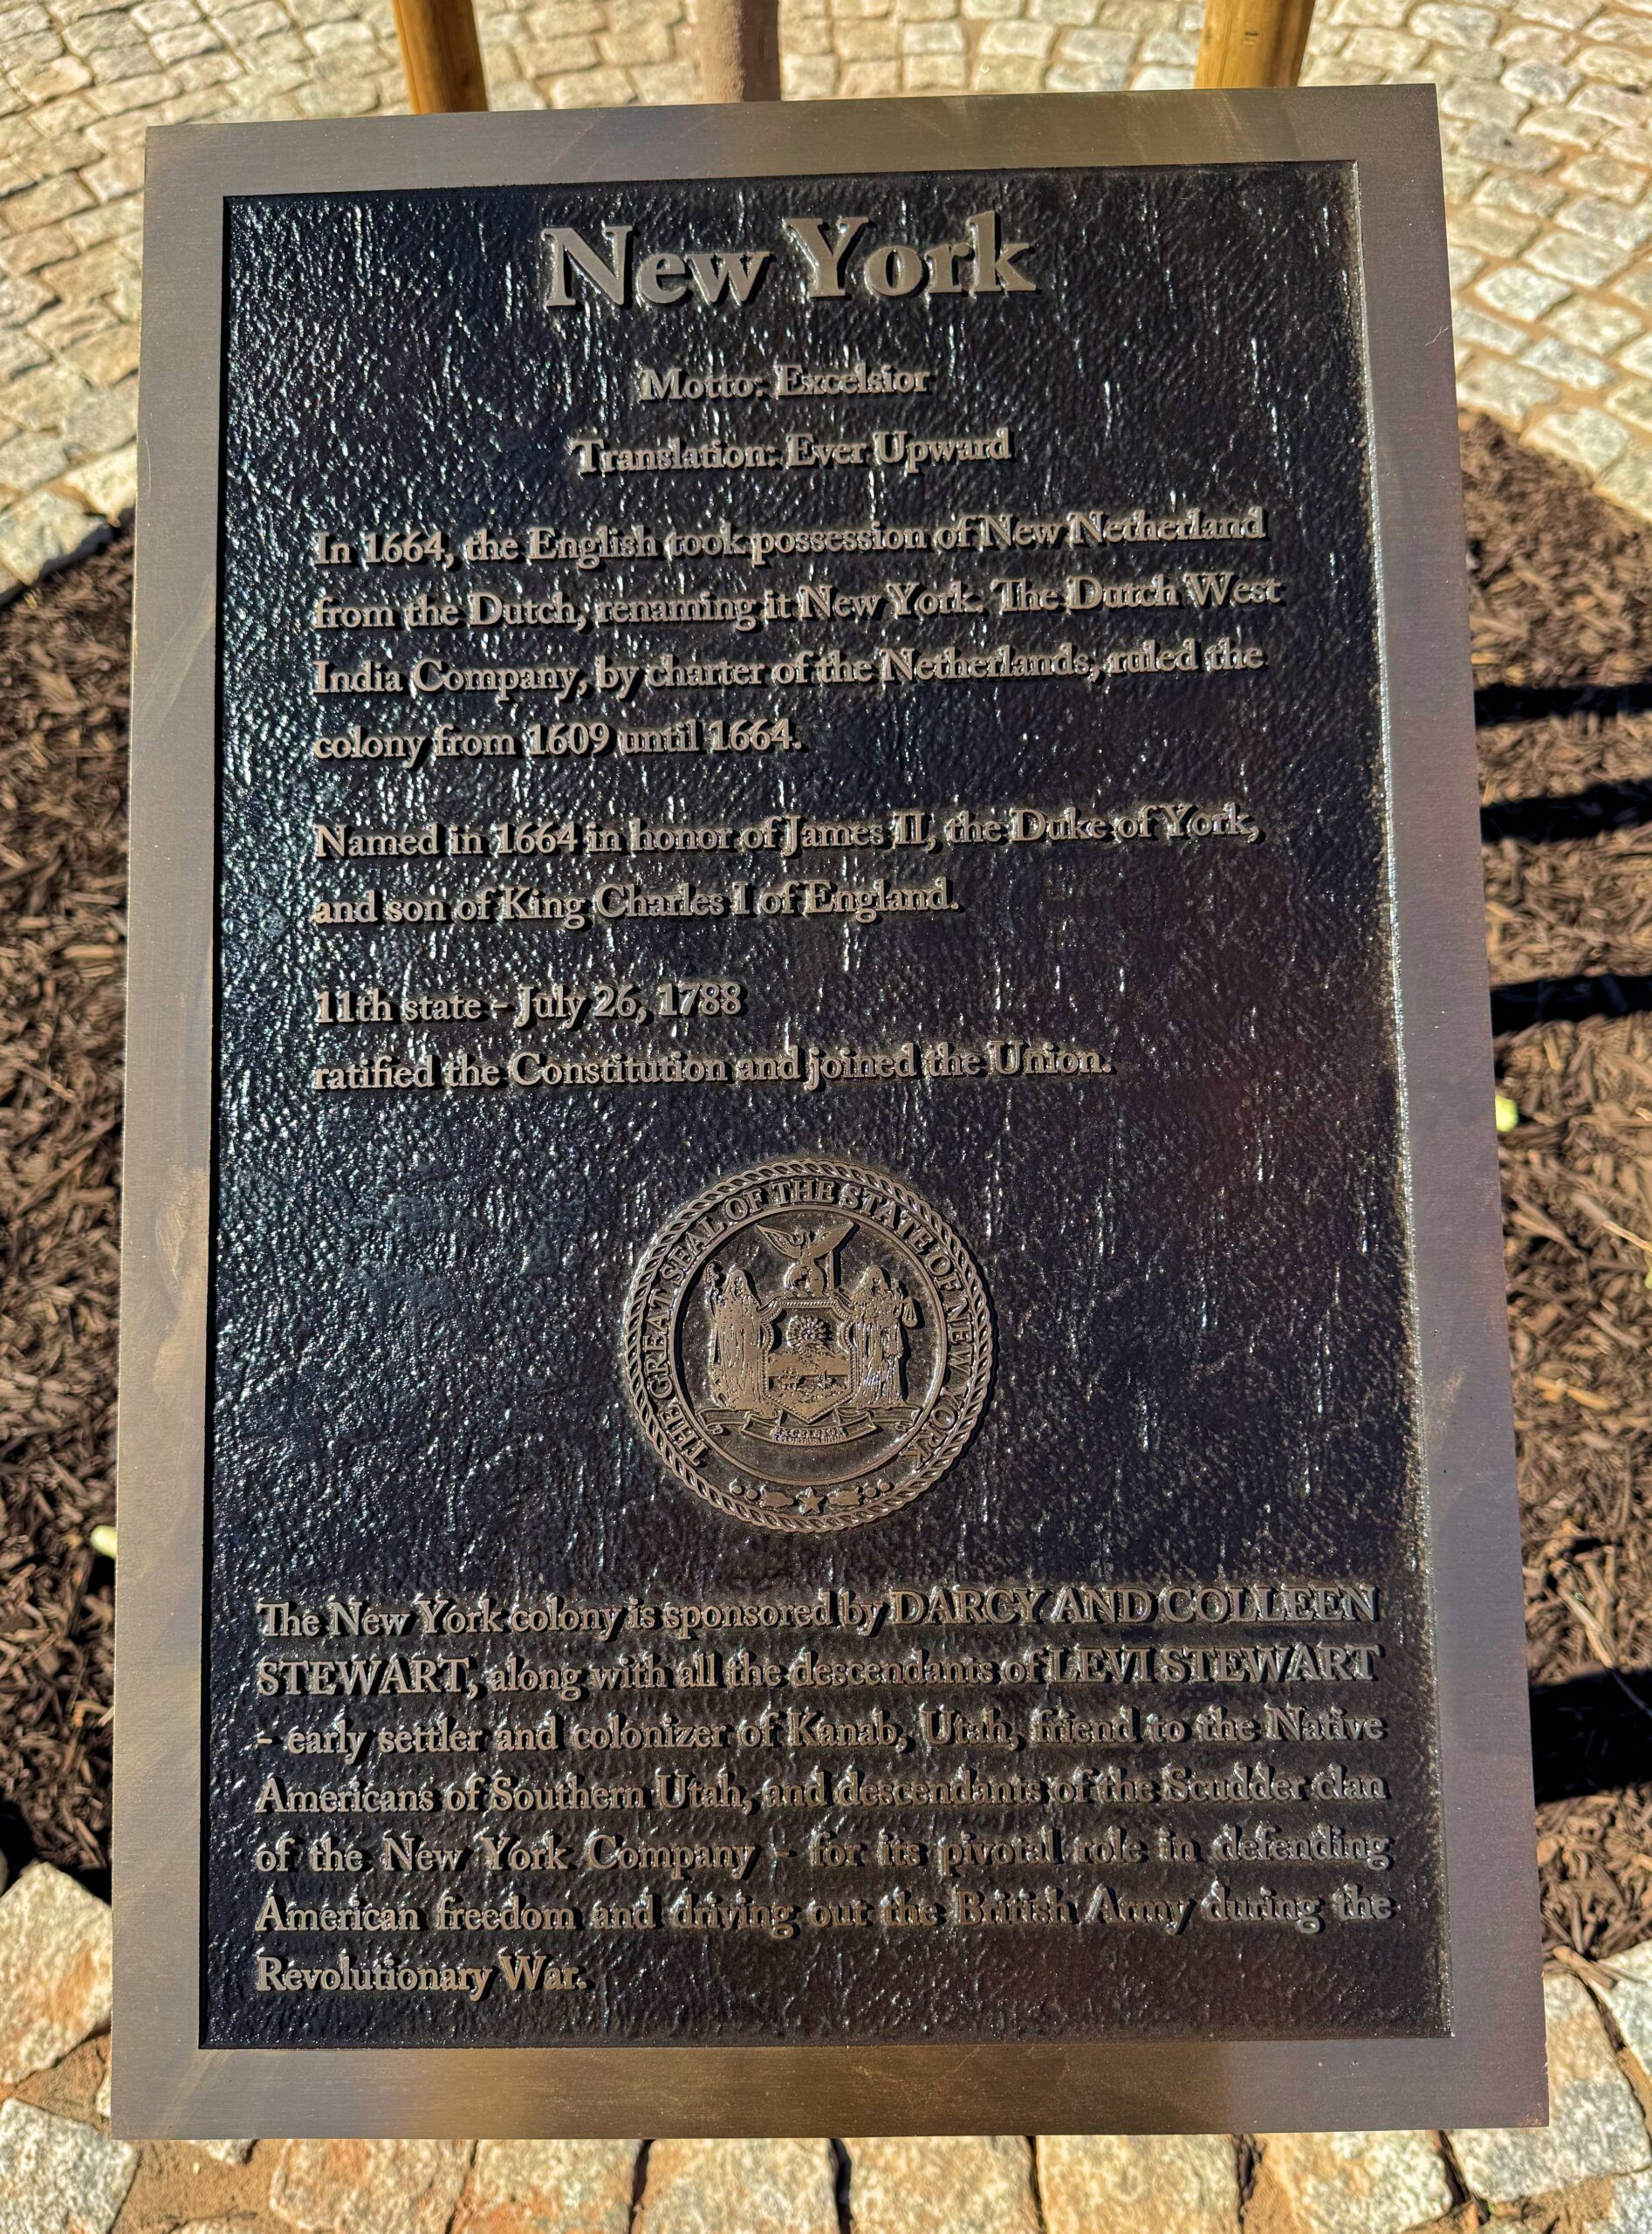 New York
Motto: Excelsior
Translation: Ever Upward
In 1664, the English took possession of New Netherland
from the Dutch, renaming it New York. The Dutch West
India Company, by charter of the Netherlands, ruled the
colony from 1609 until 1664.
Named in 1664 in honor of James II, the Duke of York,
and son of King Charles I of England.
11th state - July 26, 1788
ratified the Constitution and joined the Union.
THE GREAT SEAL OF THE STATE OF NEW YORK
EXCELSIOR
The New York colony is sponsored by DARCY AND COLLEEN
STEWART, along with all the descendants of LEVI STEWART
- early settler and colonizer of Kanab, Utah, friend to the Native
Americans of Southern Utah, and descendants of the Scudder clan
of the New York Company - for its pivotal role in defending
American freedom and driving out the British Army during the
Revolutionary War.